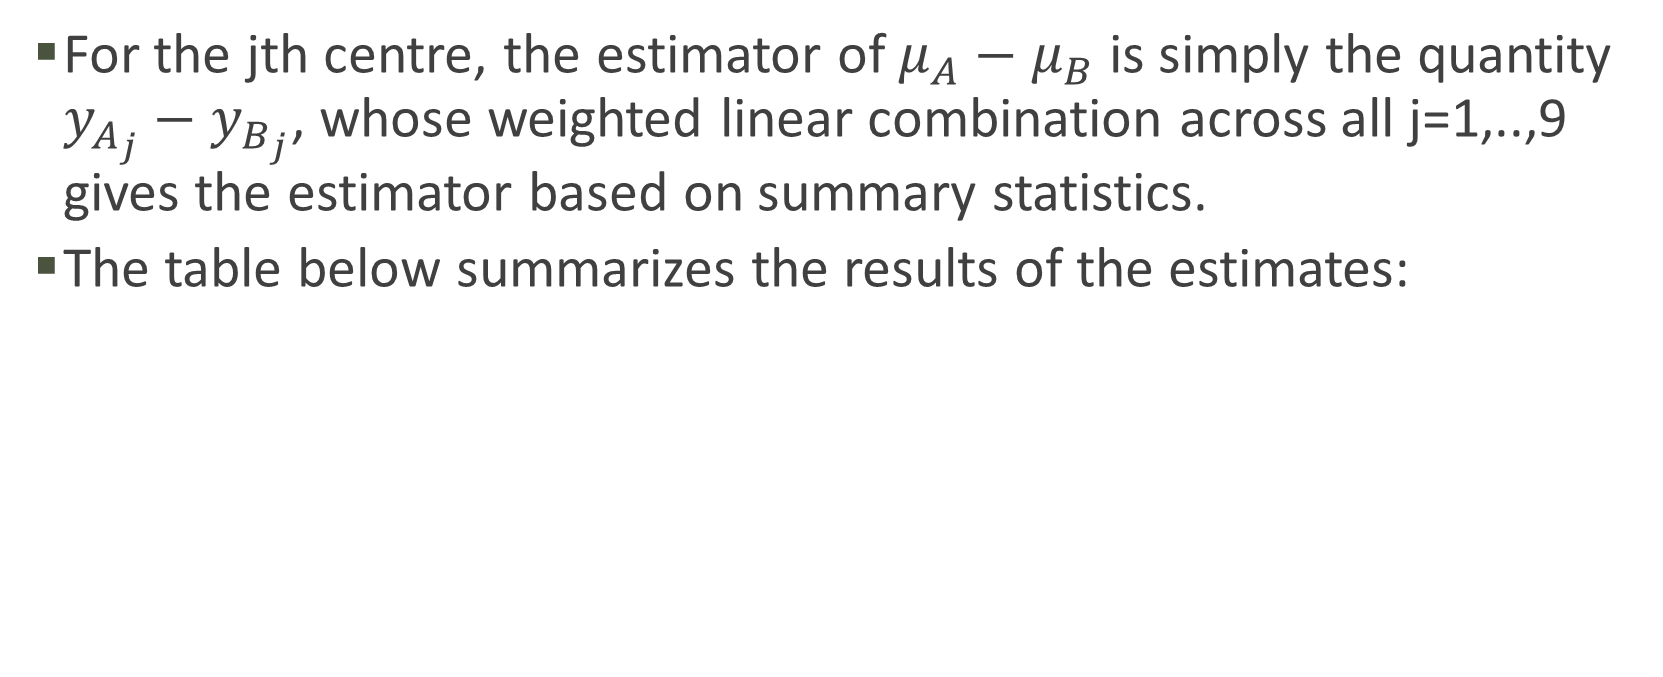 ▪For the jth centre, the estimator of μ_A − μ_B is simply the quantity
y_{A_j} − y_{B_j}, whose weighted linear combination across all j=1,..,9
gives the estimator based on summary statistics.
▪The table below summarizes the results of the estimates: